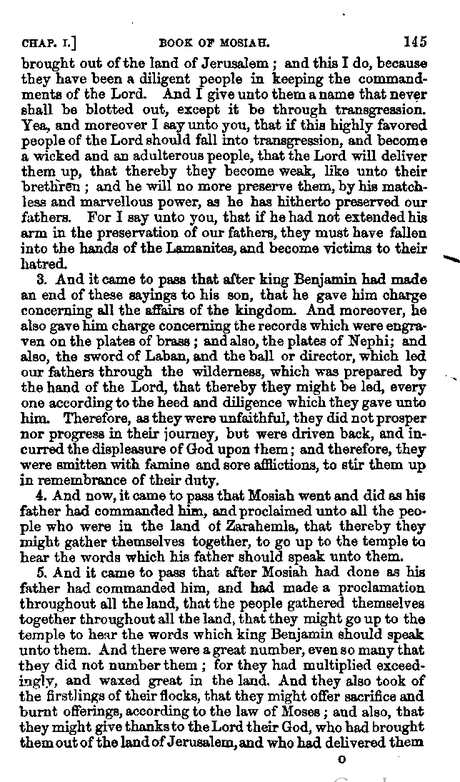 CHAP. I.] BOOK OF MOSIAH. 145
brought out of the land of Jerusalem ; and this I do, because
they have been a diligent people in keeping the command-
ments of the Lord. And I give unto them a name that never
shall be blotted out, except it be through transgression.
Yea, and moreover I say unto you, that if this highly favored
people of the Lord should fall into transgression, and become
a wicked and an adulterous people, that the Lord will deliver
them up, that thereby they become weak, like unto their
brethren ; and he will no more preserve them, by his match-
less and marvellous power, as he has hitherto preserved our
fathers. For I say unto you, that if he had not extended his
arm in the preservation of our fathers, they must have fallen
into the hands of the Lamanites, and become victims to their
hatred.
3. And it came to pass that after king Benjamin had made
an end of these sayings to his son, that he gave him charge
concerning all the affairs of the kingdom. And moreover, he
also gave him charge concerning the records which were engra-
ven on the plates of brass ; and also, the plates of Nephi; and
also, the sword of Laban, and the ball or director, which led
our fathers through the wilderness, which was prepared by
the hand of the Lord, that thereby they might be led, every
one according to the heed and diligence which they gave unto
him. Therefore, as they were unfaithful, they did not prosper
nor progress in their journey, but were driven back, and in-
curred the displeasure of God upon them; and therefore, they
were smitten with famine and sore afflictions, to stir them up
in remembrance of their duty.
4. And now, it came to pass that Mosiah went and did as his
father had commanded him, and proclaimed unto all the peo-
ple who were in the land of Zarahemla, that thereby they
might gather themselves together, to go up to the temple to
hear the words which his father should speak unto them.
5. And it came to pass that after Mosiah had done as his
father had commanded him, and had made a proclamation
throughout all the land, that the people gathered themselves
together throughout all the land, that they might go up to the
temple to hear the words which king Benjamin should speak
unto them. And there were a great number, even so many that
they did not number them ; for they had multiplied exceed-
ingly, and waxed great in the land. And they also took of
the firstlings of their flocks, that they might offer sacrifice and
burnt offerings, according to the law of Moses ; and also, that
they might give thanks to the Lord their God, who had brought
them out of the land of Jerusalem, and who had delivered them
O